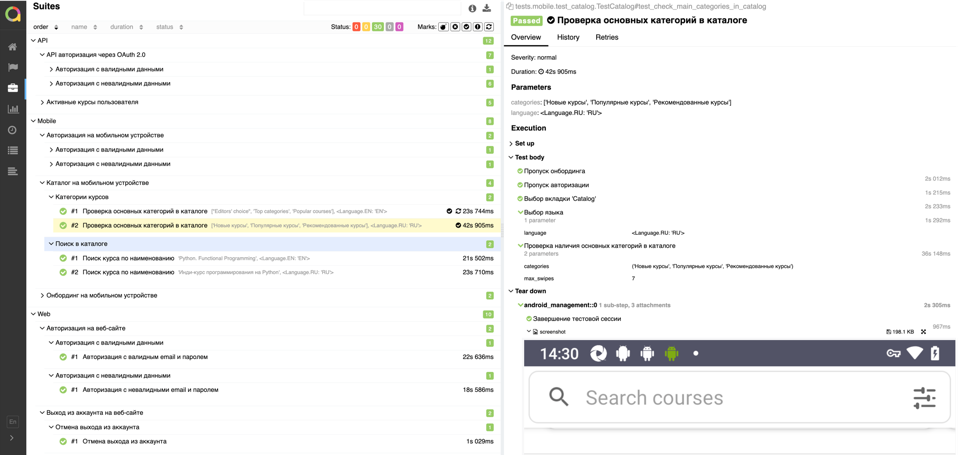 Suites
order
name
duration
status
Status: 0 0 30 0 0
Marks:
API 12
API авторизация через OAuth 2.0 7
Авторизация с валидными данными 1
Авторизация с невалидными данными 6
Активные курсы пользователя 5
Mobile 8
Авторизация на мобильном устройстве 2
Авторизация с валидными данными 1
Авторизация с невалидными данными 1
Каталог на мобильном устройстве 4
Категории курсов 2
#1 Проверка основных категорий в каталоге ["Editors' choice", 'Top categories', 'Popular courses'], <Language.EN: 'EN'> 23s 744ms
#2 Проверка основных категорий в каталоге ['Новые курсы', 'Популярные курсы', 'Рекомендованные курсы'], <Language.RU: 'RU'> 42s 905ms
Поиск в каталоге 2
#1 Поиск курса по наименованию 'Python. Functional Programming', <Language.EN: 'EN'> 21s 502ms
#2 Поиск курса по наименованию 'Инди-курс программирования на Python', <Language.RU: 'RU'> 23s 710ms
Онбординг на мобильном устройстве 2
Web 10
Авторизация на веб-сайте 2
Авторизация с валидными данными 1
#1 Авторизация с валидным email и паролем 22s 636ms
Авторизация с невалидными данными 1
#1 Авторизация с невалидными email и паролем 18s 586ms
Выход из аккаунта на веб-сайте
Отмена выхода из аккаунта
#1 Отмена выхода из аккаунта 1s 029ms
En
tests.mobile.test_catalog.TestCatalog#test_check_main_categories_in_catalog
Passed Проверка основных категорий в каталоге
Overview
History
Retries
Severity: normal
Duration: 42s 905ms
Parameters
categories: ['Новые курсы', 'Популярные курсы', 'Рекомендованные курсы']
language: <Language.RU: 'RU'>
Execution
Set up
Test body
Пропуск онбординга 2s 012ms
Пропуск авторизации 1s 215ms
Выбор вкладки 'Catalog' 2s 233ms
Выбор языка 1s 292ms
1 parameter
language <Language.RU: 'RU'>
Проверка наличия основных категорий в каталоге
2 parameters 36s 148ms
categories ('Новые курсы', 'Популярные курсы', 'Рекомендованные курсы')
max_swipes 7
Tear down
android_management::0 1 sub-step, 3 attachments 2s 305ms
Завершение тестовой сессии 967ms
screenshot 198.1 KB
14:30
Search courses